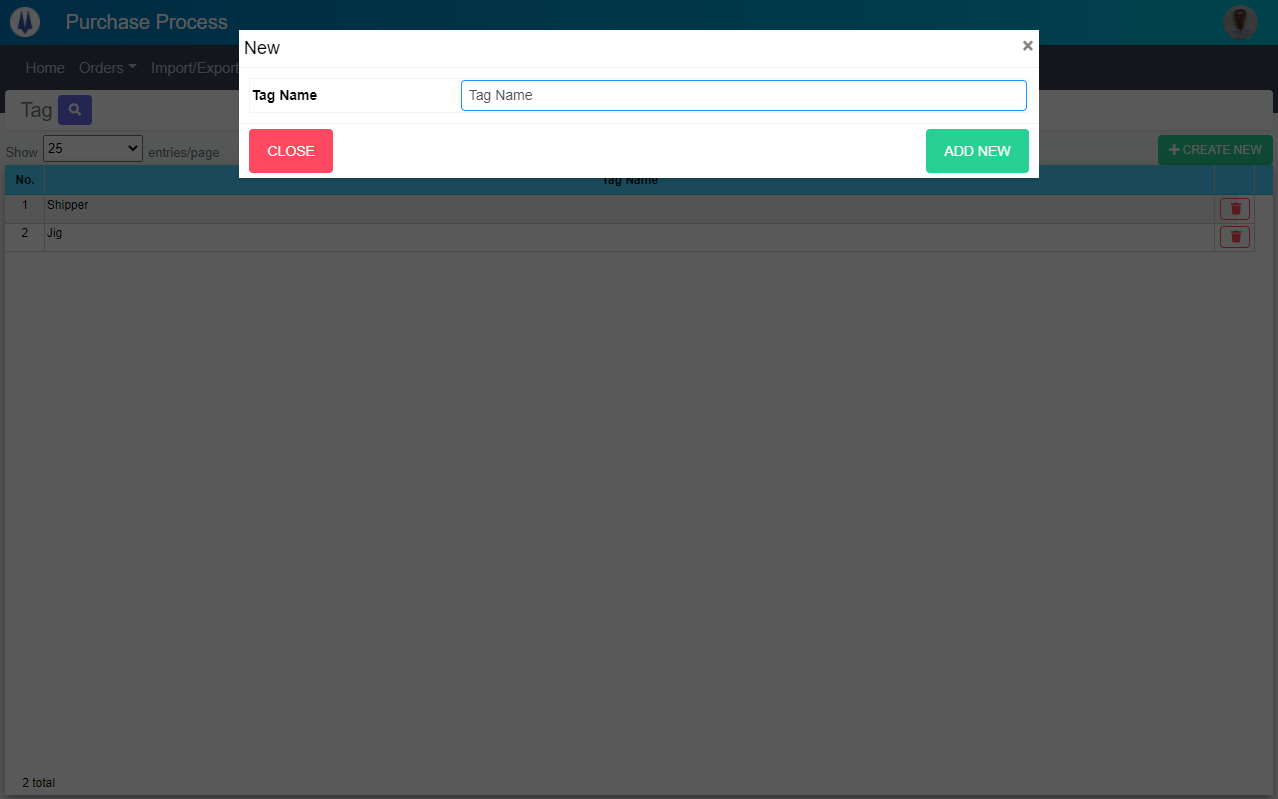 Purchase Process
New ×
Home Orders Import/Export
Tag Name Tag Name
Tag
CLOSE ADD NEW
Show 25 entries/page CREATE NEW
No. Tag Name
1 Shipper
2 Jig
2 total